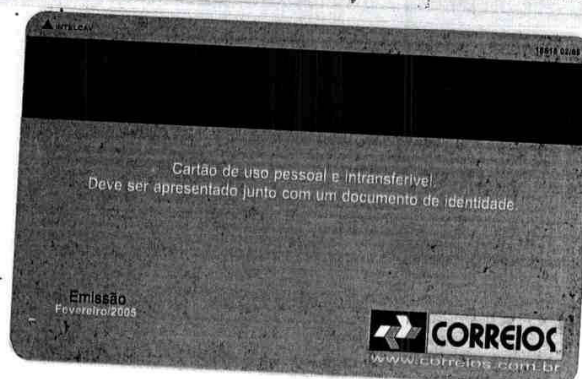 INTELCAV
Cartão de uso pessoal e intransferível.
Deve ser apresentado junto com um documento de identidade.
Emissão
Fevereiro/2005
CORREIOS
www.correios.com.br